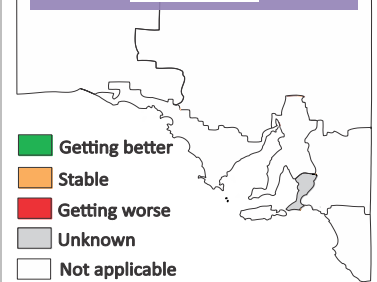 Getting better
Stable
Getting worse
Unknown
Not applicable